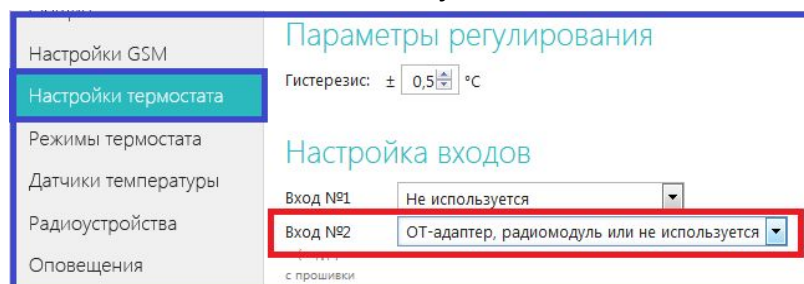 Настройки GSM
Настройки термостата
Режимы термостата
Датчики температуры
Радиоустройства
Оповещения
Параметры регулирования
Гистерезис: ± 0,5 °C
Настройка входов
Вход №1 Не используется
Вход №2 ОТ-адаптер, радиомодуль или не используется
с прошивки